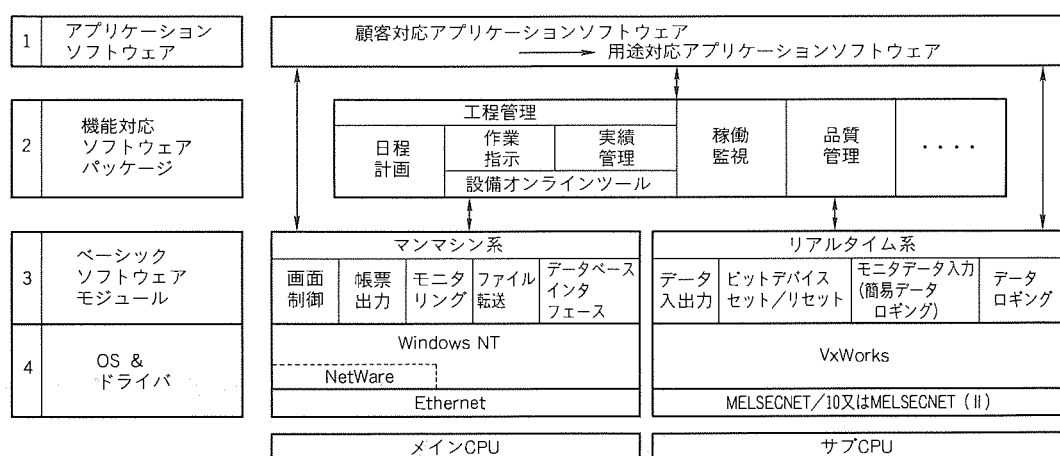 1
アプリケーション
ソフトウェア
顧客対応アプリケーションソフトウェア
用途対応アプリケーションソフトウェア
2
機能対応
ソフトウェア
パッケージ
工程管理
日程
計画
作業
指示
実績
管理
設備オンラインツール
稼働
監視
品質
管理
・・・・
3
ベーシック
ソフトウェア
モジュール
マンマシン系
画面
制御
帳票
出力
モニタ
リング
ファイル
転送
データベース
インタ
フェース
リアルタイム系
データ
入出力
ビットデバイス
セット/リセット
モニタデータ入力
(簡易データ
ロギング)
データ
ロギング
4
OS &
ドライバ
Windows NT
NetWare
Ethernet
VxWorks
MELSECNET/10又はMELSECNET (II)
メインCPU
サブCPU